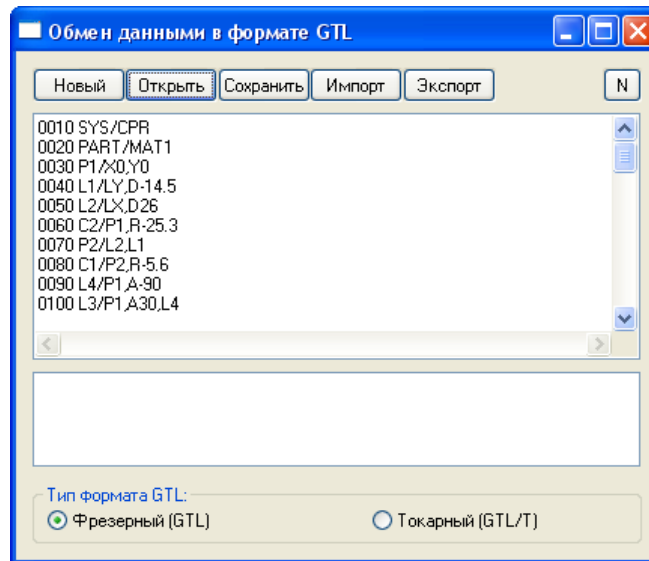 Обмен данными в формате GTL
Новый Открыть Сохранить Импорт Экспорт N
0010 SYS/CPR
0020 PART/MAT1
0030 P1/X0,Y0
0040 L1/LY,D-14.5
0050 L2/LX,D26
0060 C2/P1,R-25.3
0070 P2/L2,L1
0080 C1/P2,R-5.6
0090 L4/P1,A-90
0100 L3/P1,A30,L4
Тип формата GTL:
Фрезерный (GTL) Токарный (GTL/T)